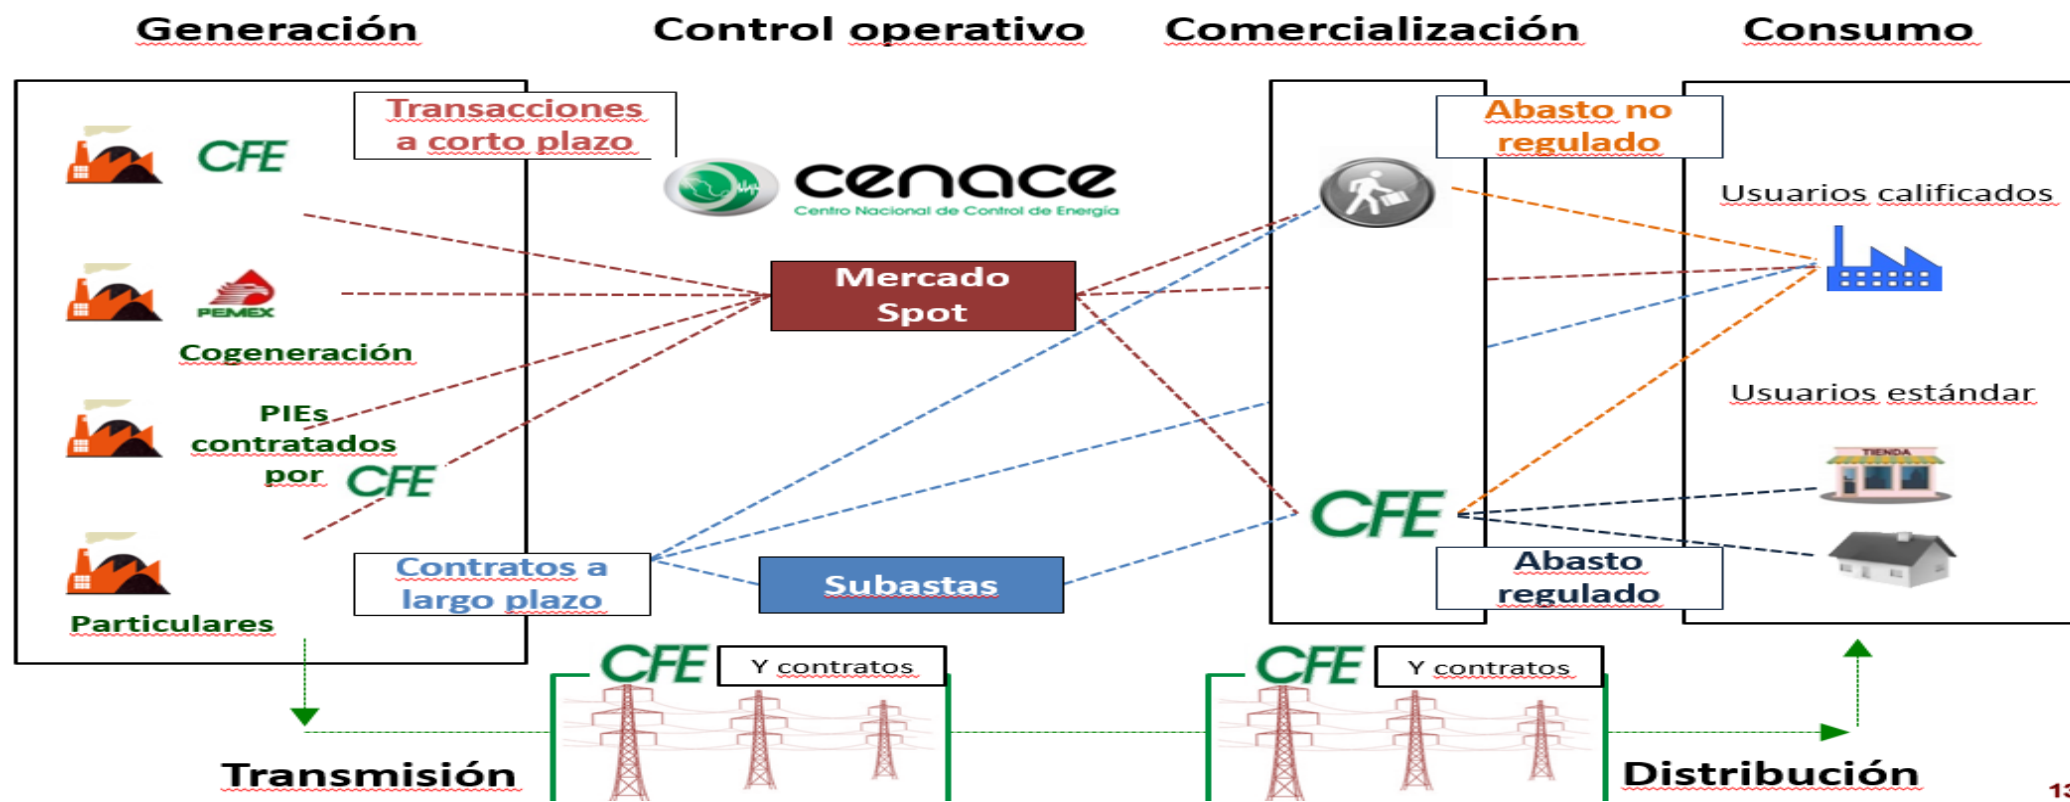 Generación
Control operativo
Comercialización
Consumo
Transacciones
a corto plazo
CFE
cenace
Centro Nacional de Control de Energía
Abasto no
regulado
Usuarios calificados
PEMEX
Cogeneración
Mercado
Spot
PIEs
contratados
por CFE
Usuarios estándar
TIENDA
CFE
Contratos a
largo plazo
Subastas
Abasto
regulado
Particulares
CFE
Y contratos
CFE
Y contratos
Transmisión
Distribución
13